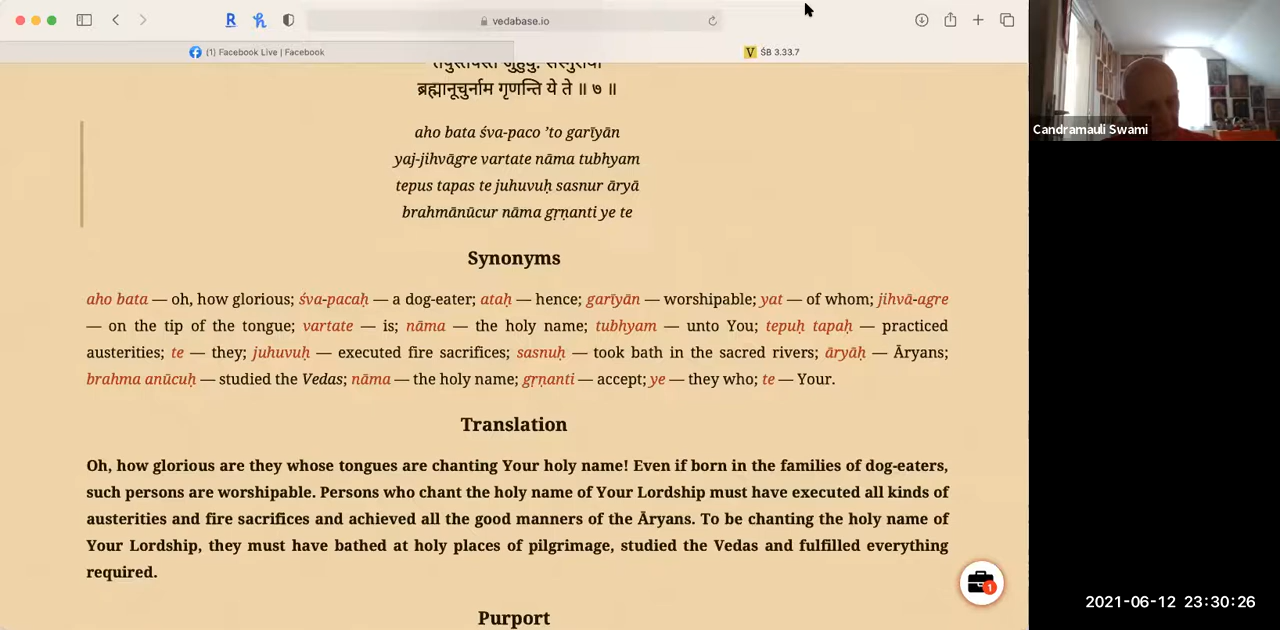 vedabase.io
(1) Facebook Live | Facebook
ŚB 3.33.7
ब्रह्मानूचुर्नाम गृणन्ति ये ते ॥ ७ ॥
aho bata śva-paco ’to garīyān
yaj-jihvāgre vartate nāma tubhyam
tepus tapas te juhuvuḥ sasnur āryā
brahmānūcur nāma gṛṇanti ye te
Synonyms
aho bata — oh, how glorious; śva-pacaḥ — a dog-eater; ataḥ — hence; garīyān — worshipable; yat — of whom; jihvā-agre
— on the tip of the tongue; vartate — is; nāma — the holy name; tubhyam — unto You; tepuḥ tapaḥ — practiced
austerities; te — they; juhuvuḥ — executed fire sacrifices; sasnuḥ — took bath in the sacred rivers; āryāḥ — Āryans;
brahma anūcuḥ — studied the Vedas; nāma — the holy name; gṛṇanti — accept; ye — they who; te — Your.
Translation
Oh, how glorious are they whose tongues are chanting Your holy name! Even if born in the families of dog-eaters,
such persons are worshipable. Persons who chant the holy name of Your Lordship must have executed all kinds of
austerities and fire sacrifices and achieved all the good manners of the Āryans. To be chanting the holy name of
Your Lordship, they must have bathed at holy places of pilgrimage, studied the Vedas and fulfilled everything
required.
Purport
1
Candramauli Swami
2021-06-12 23:30:26